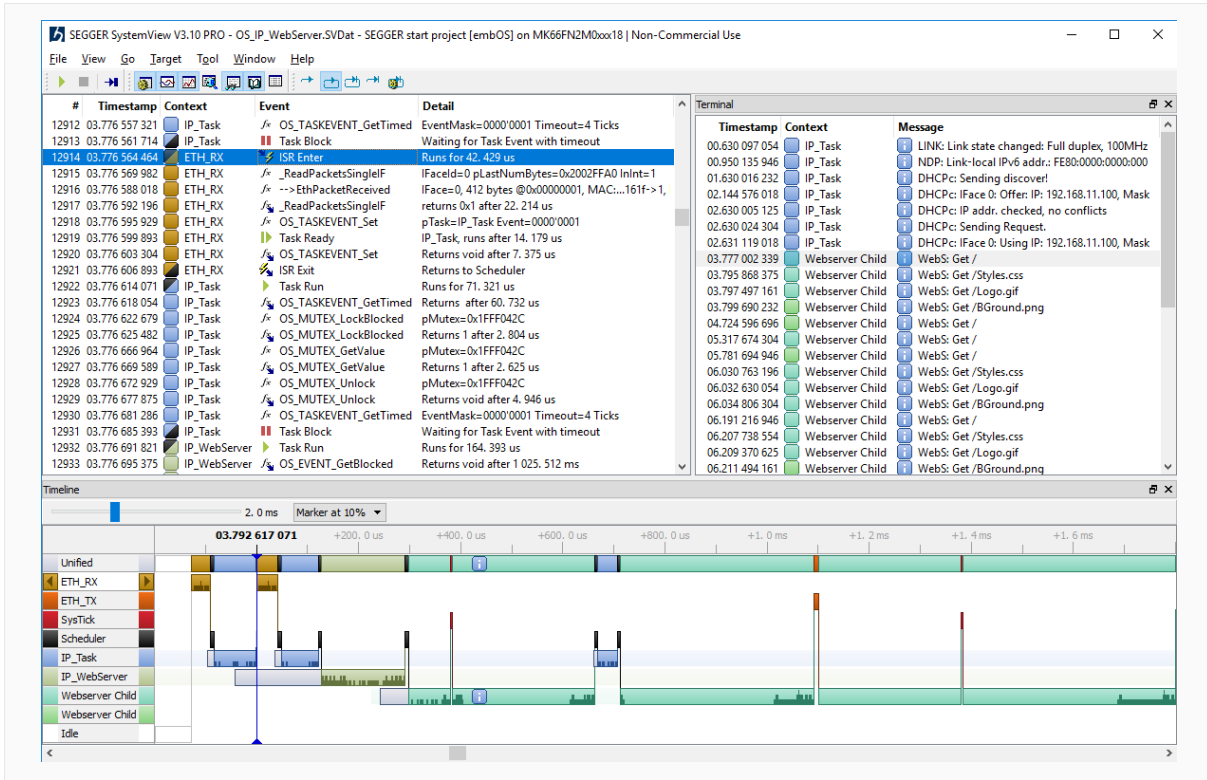 SEGGER SystemView V3.10 PRO - OS_IP_WebServer.SVDat - SEGGER start project [embOS] on MK66FN2M0xxx18 | Non-Commercial Use
File View Go Target Tool Window Help
# Timestamp Context Event Detail
12912 03.776 557 321 IP_Task fx OS_TASKEVENT_GetTimed EventMask=0000'0001 Timeout=4 Ticks
12913 03.776 561 714 IP_Task Task Block Waiting for Task Event with timeout
12914 03.776 564 464 ETH_RX ISR Enter Runs for 42. 429 us
12915 03.776 569 982 ETH_RX fx _ReadPacketsSingleIF IFaceId=0 pLastNumBytes=0x2002FFA0 InInt=1
12916 03.776 588 018 ETH_RX fx -->EthPacketReceived IFace=0, 412 bytes @0x00000001, MAC:...161f->1,
12917 03.776 592 196 ETH_RX fx _ReadPacketsSingleIF returns 0x1 after 22. 214 us
12918 03.776 595 929 ETH_RX fx OS_TASKEVENT_Set pTask=IP_Task Event=0000'0001
12919 03.776 599 893 ETH_RX Task Ready IP_Task, runs after 14. 179 us
12920 03.776 603 304 ETH_RX fx OS_TASKEVENT_Set Returns void after 7. 375 us
12921 03.776 606 893 ETH_RX ISR Exit Returns to Scheduler
12922 03.776 614 071 IP_Task Task Run Runs for 71. 321 us
12923 03.776 618 054 IP_Task fx OS_TASKEVENT_GetTimed Returns after 60. 732 us
12924 03.776 622 679 IP_Task fx OS_MUTEX_LockBlocked pMutex=0x1FFF042C
12925 03.776 625 482 IP_Task fx OS_MUTEX_LockBlocked Returns 1 after 2. 804 us
12926 03.776 666 964 IP_Task fx OS_MUTEX_GetValue pMutex=0x1FFF042C
12927 03.776 669 589 IP_Task fx OS_MUTEX_GetValue Returns 1 after 2. 625 us
12928 03.776 672 929 IP_Task fx OS_MUTEX_Unlock pMutex=0x1FFF042C
12929 03.776 677 875 IP_Task fx OS_MUTEX_Unlock Returns void after 4. 946 us
12930 03.776 681 286 IP_Task fx OS_TASKEVENT_GetTimed EventMask=0000'0001 Timeout=4 Ticks
12931 03.776 685 393 IP_Task Task Block Waiting for Task Event with timeout
12932 03.776 691 821 IP_WebServer Task Run Runs for 164. 393 us
12933 03.776 695 375 IP_WebServer fx OS_EVENT_GetBlocked Returns void after 1 025. 512 ms
Terminal
Timestamp Context Message
00.630 097 054 IP_Task LINK: Link state changed: Full duplex, 100MHz
00.950 135 946 IP_Task NDP: Link-local IPv6 addr.: FE80:0000:0000:000
01.630 016 232 IP_Task DHCPc: Sending discover!
02.144 576 018 IP_Task DHCPc: IFace 0: Offer: IP: 192.168.11.100, Mask
02.630 005 125 IP_Task DHCPc: IP addr. checked, no conflicts
02.630 024 304 IP_Task DHCPc: Sending Request.
02.631 119 018 IP_Task DHCPc: IFace 0: Using IP: 192.168.11.100, Mask
03.777 002 339 Webserver Child WebS: Get /
03.795 868 375 Webserver Child WebS: Get /Styles.css
03.797 497 161 Webserver Child WebS: Get /Logo.gif
03.799 690 232 Webserver Child WebS: Get /BGround.png
04.724 596 696 Webserver Child WebS: Get /
05.317 674 304 Webserver Child WebS: Get /
05.781 694 946 Webserver Child WebS: Get /
06.030 763 196 Webserver Child WebS: Get /Styles.css
06.032 630 054 Webserver Child WebS: Get /Logo.gif
06.034 806 304 Webserver Child WebS: Get /BGround.png
06.191 216 946 Webserver Child WebS: Get /
06.207 738 554 Webserver Child WebS: Get /Styles.css
06.209 370 625 Webserver Child WebS: Get /Logo.gif
06.211 494 161 Webserver Child WebS: Get /BGround.png
Timeline
2. 0 ms Marker at 10%
03.792 617 071 +200. 0 us +400. 0 us +600. 0 us +800. 0 us +1. 0 ms +1. 2 ms +1. 4 ms +1. 6 ms
Unified
ETH_RX
ETH_TX
SysTick
Scheduler
IP_Task
IP_WebServer
Webserver Child
Webserver Child
Idle